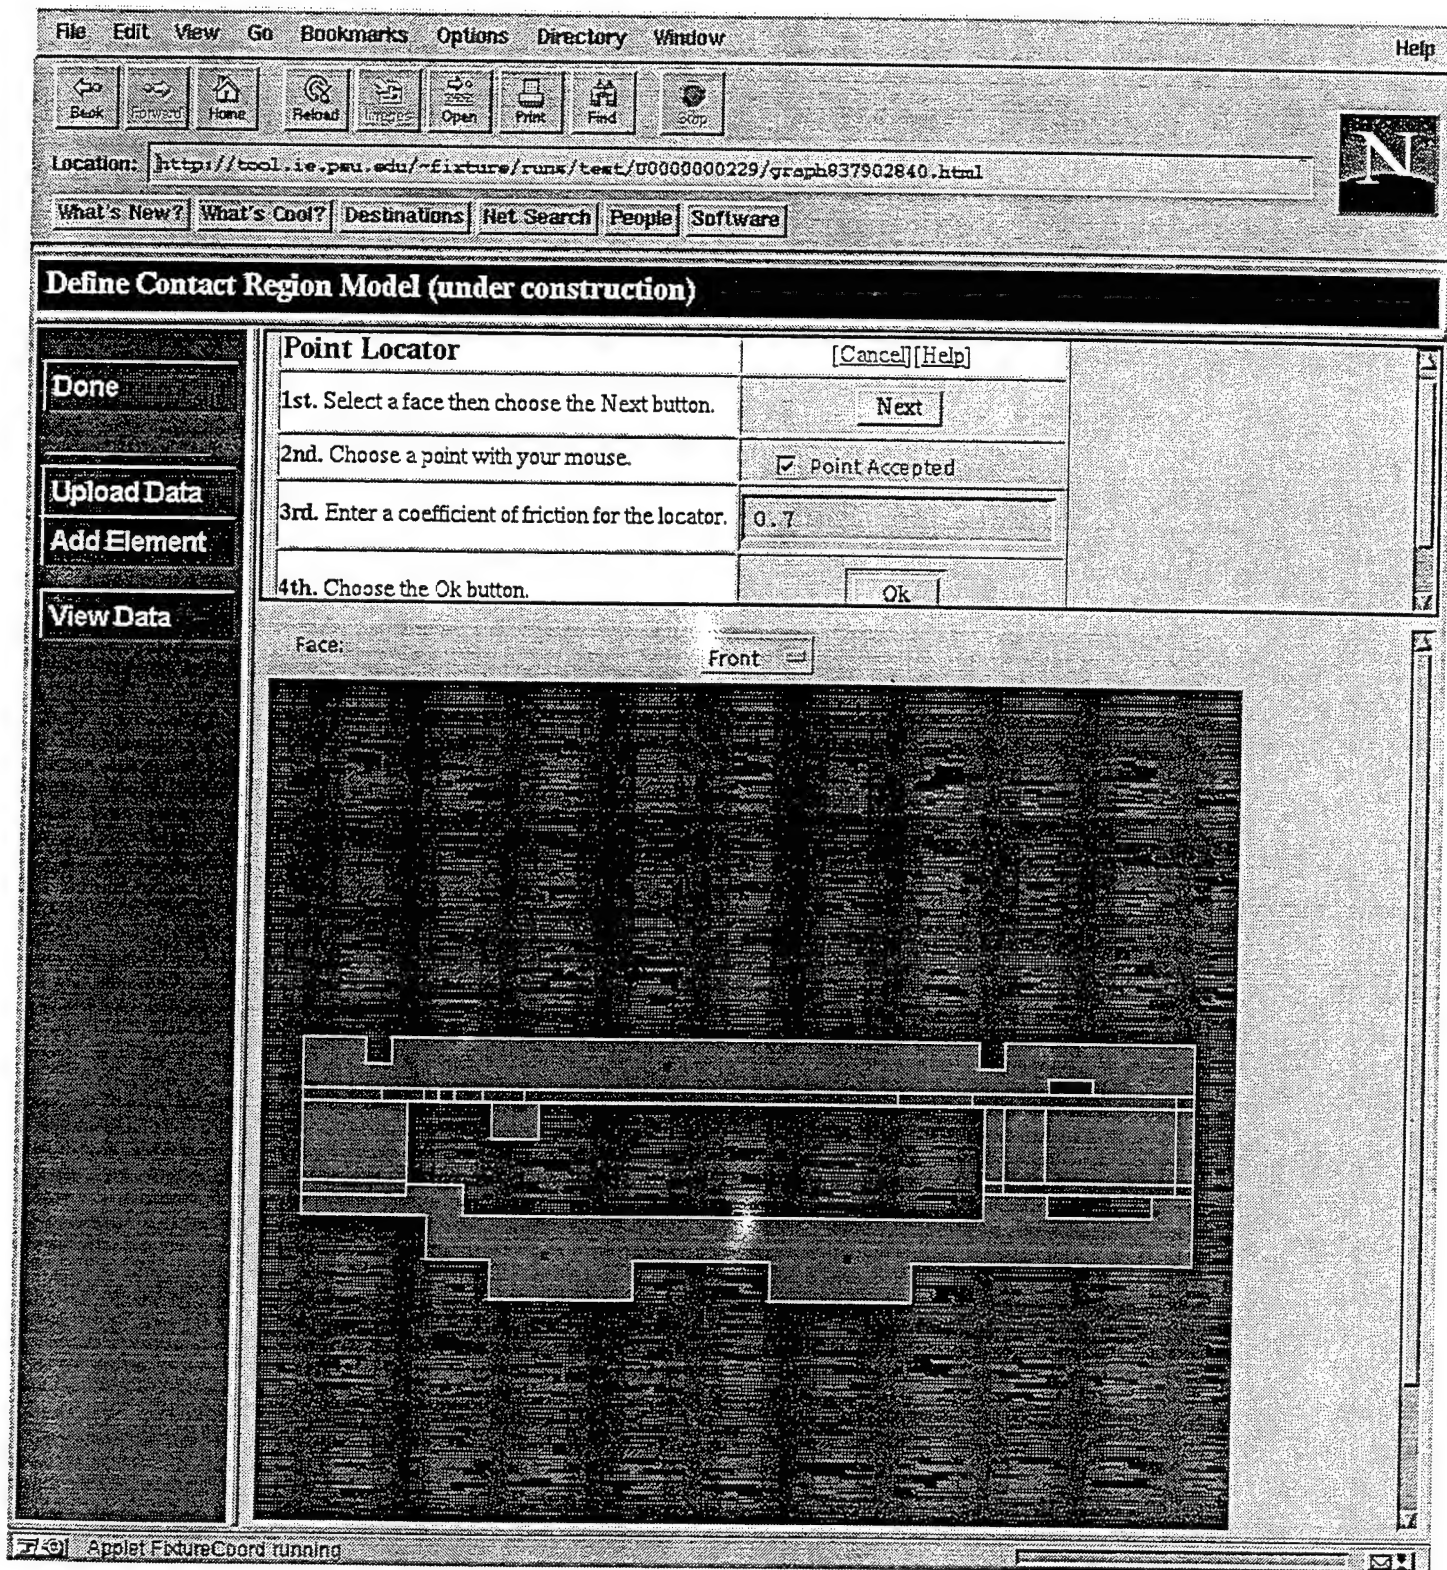 File Edit View Go Bookmarks Options Directory Window Help
Back Forward Home Reload Images Open Print Find Stop
Location: http://tool.ie.psu.edu/~fixture/runs/test/00000000229/graph837902840.html
N
What's New? What's Cool? Destinations Net Search People Software
Define Contact Region Model (under construction)
Done
Upload Data
Add Element
View Data
Point Locator [Cancel][Help]
1st. Select a face then choose the Next button. Next
2nd. Choose a point with your mouse. Point Accepted
3rd. Enter a coefficient of friction for the locator. 0.7
4th. Choose the Ok button. Ok
Face: Front
Applet FixtureCoord running